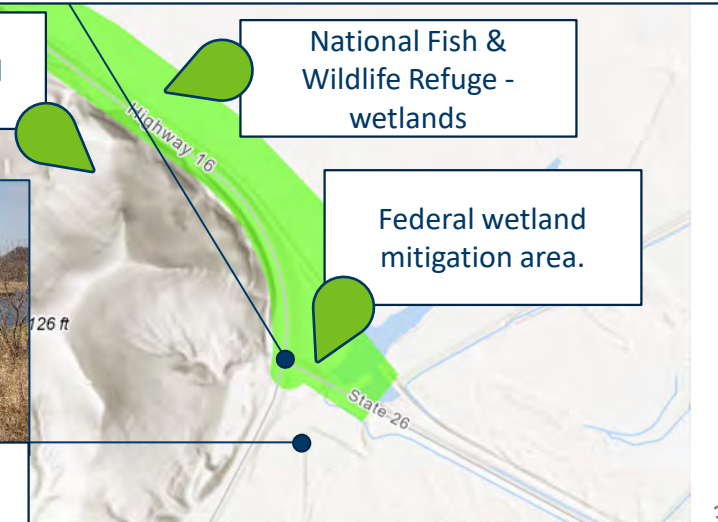 National Fish &
Wildlife Refuge -
wetlands
Highway 16
Federal wetland
mitigation area.
126 ft
State 26